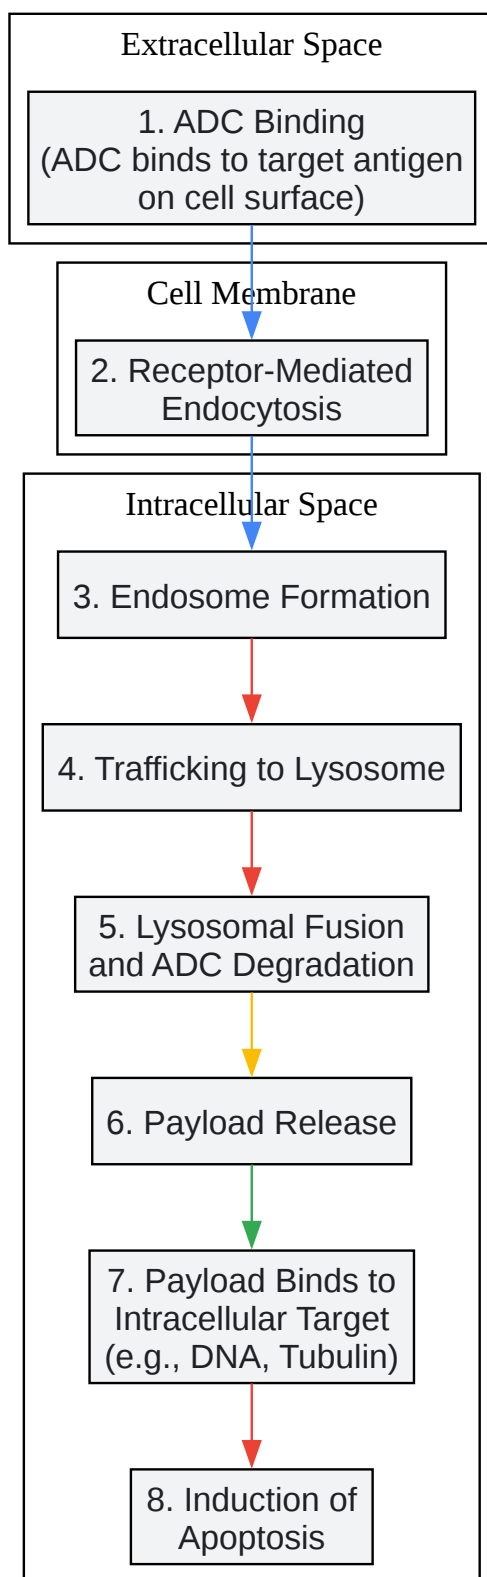 Extracellular Space
1. ADC Binding
(ADC binds to target antigen
on cell surface)
Cell Membrane
2. Receptor-Mediated
Endocytosis
Intracellular Space
3. Endosome Formation
4. Trafficking to Lysosome
5. Lysosomal Fusion
and ADC Degradation
6. Payload Release
7. Payload Binds to
Intracellular Target
(e.g., DNA, Tubulin)
8. Induction of
Apoptosis